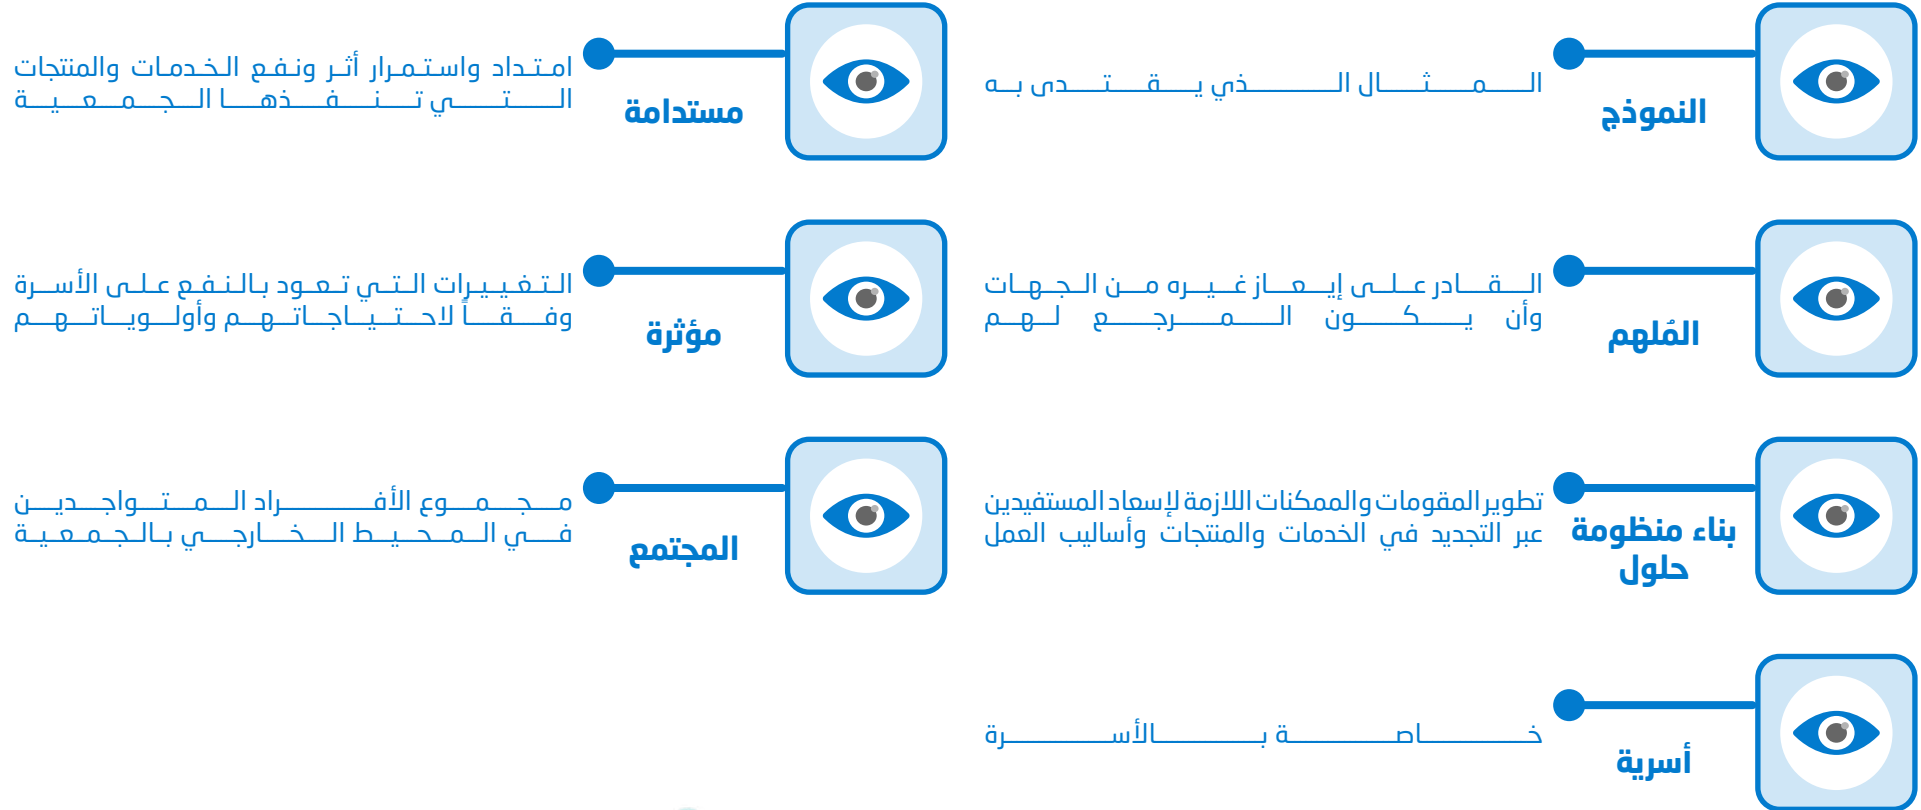 النموذج
المثال الذي يقتدى به
المُلهم
القادر على إيعاز غيره من الجهات
وأن يكون المرجع لهم
بناء منظومة
حلول
تطوير المقومات والممكنات اللازمة لإسعاد المستفيدين
عبر التجديد في الخدمات والمنتجات وأساليب العمل
أسرية
خاصة بالأسرة
مستدامة
امتداد واستمرار أثر ونفع الخدمات والمنتجات
التي تنفذها الجمعية
مؤثرة
التغييرات التي تعود بالنفع على الأسرة
وفقاً لاحتياجاتهم وأولوياتهم
المجتمع
مجموع الأفراد المتواجدين
في المحيط الخارجي بالجمعية